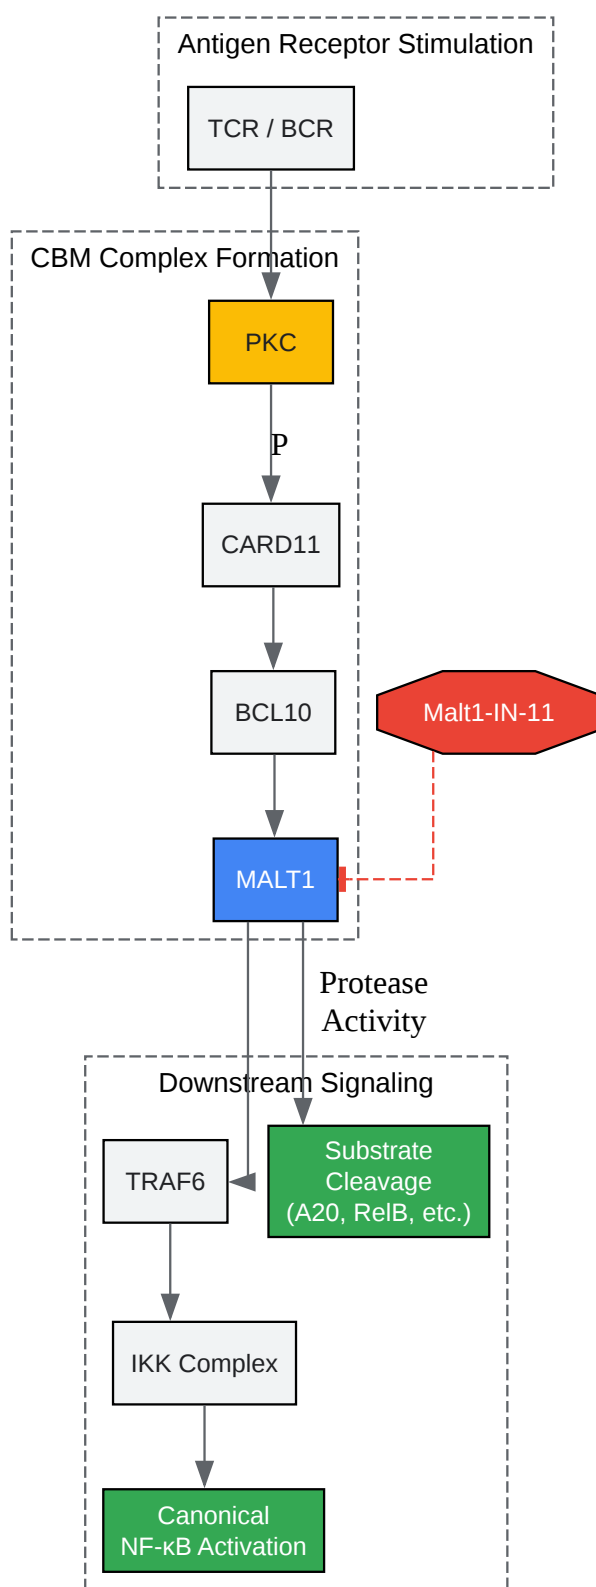 Antigen Receptor Stimulation
TCR / BCR
CBM Complex Formation
PKC
P
CARD11
BCL10
Malt1-IN-11
MALT1
Protease
Activity
Downstream Signaling
Substrate
Cleavage
(A20, RelB, etc.)
TRAF6
IKK Complex
Canonical
NF-κB Activation